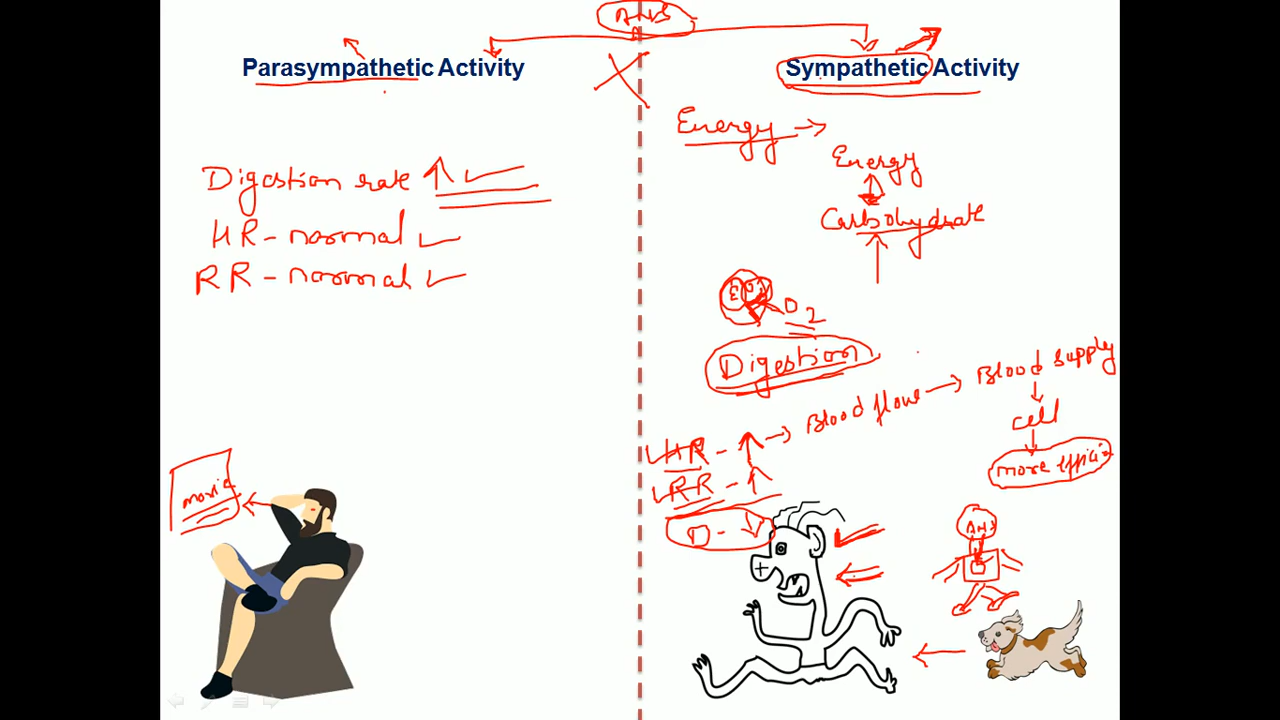 ANS
Parasympathetic Activity
Sympathetic Activity
Digestion rate ↑ ✓
HR - normal ✓
RR - normal ✓
movie
Energy →
Energy
Carbohydrate
O2
Digestion
HR - ↑ → Blood flow → Blood supply
cell
more efficie
RR - ↑
D - ↓
ANS